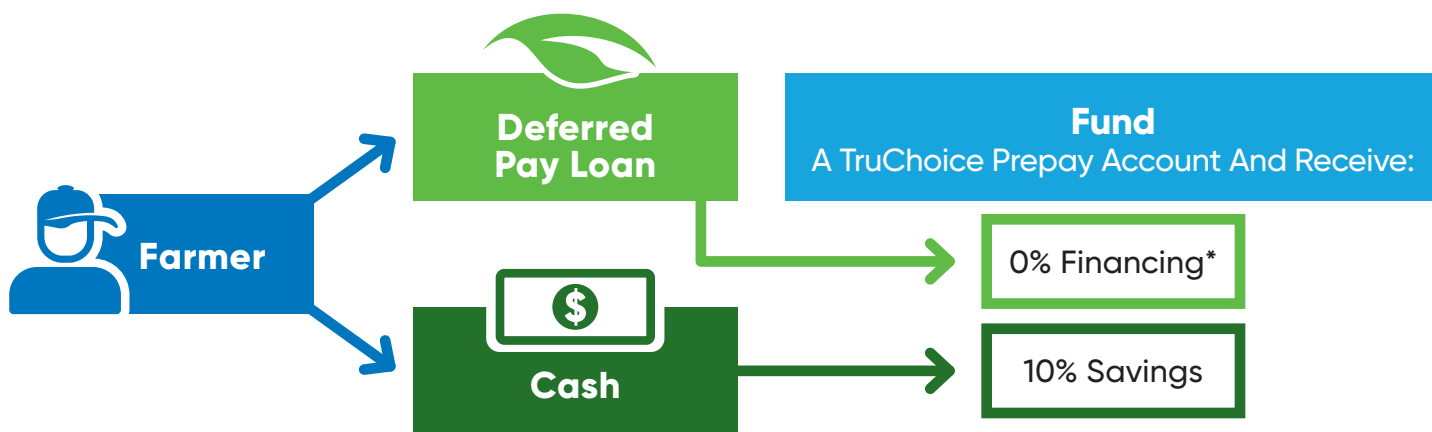 Farmer
Deferred
Pay Loan
$
Cash
Fund
A TruChoice Prepay Account And Receive:
0% Financing*
10% Savings